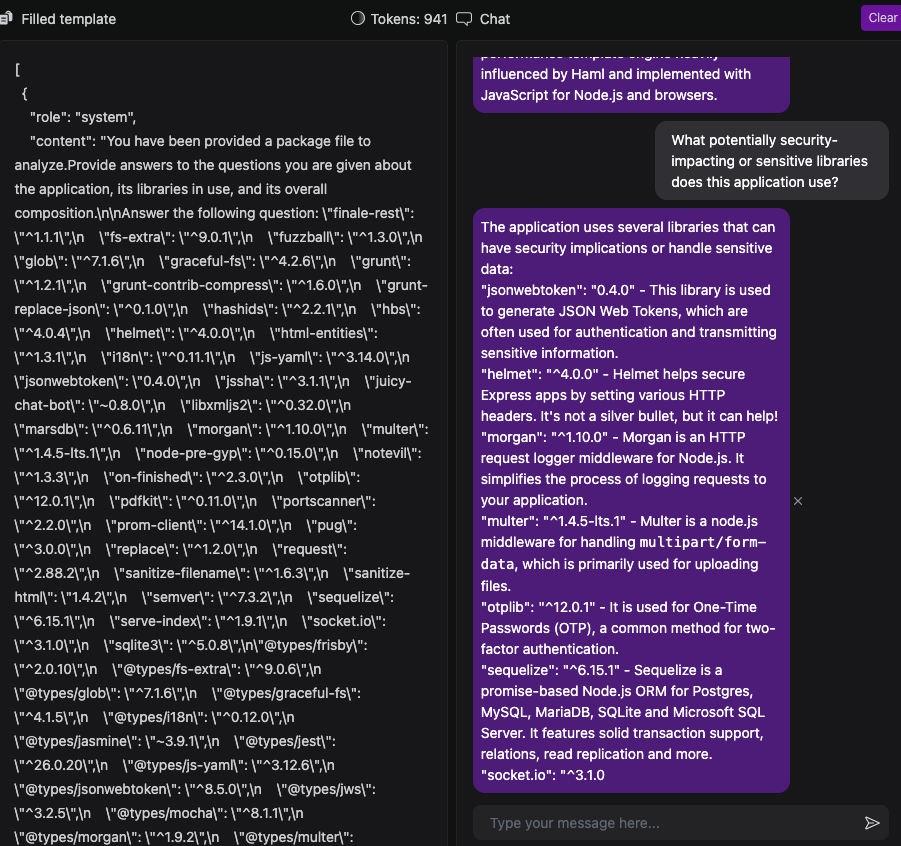 Filled template
Tokens: 941
Chat
Clear
[
{
"role": "system",
"content": "You have been provided a package file to
analyze.Provide answers to the questions you are given about
the application, its libraries in use, and its overall
composition.\n\nAnswer the following question: \"finale-rest\":
\"^1.1.1\",\n    \"fs-extra\": \"^9.0.1\",\n    \"fuzzball\": \"^1.3.0\",\n
\"glob\": \"^7.1.6\",\n    \"graceful-fs\": \"^4.2.6\",\n    \"grunt\":
\"^1.2.1\",\n    \"grunt-contrib-compress\": \"^1.6.0\",\n    \"grunt-
replace-json\": \"^0.1.0\",\n    \"hashids\": \"^2.2.1\",\n    \"hbs\":
\"^4.0.4\",\n    \"helmet\": \"^4.0.0\",\n    \"html-entities\":
\"^1.3.1\",\n    \"i18n\": \"^0.11.1\",\n    \"js-yaml\": \"^3.14.0\",\n
\"jsonwebtoken\": \"0.4.0\",\n    \"jssha\": \"^3.1.1\",\n    \"juicy-
chat-bot\": \"~0.8.0\",\n    \"libxmljs2\": \"^0.32.0\",\n
\"marsdb\": \"^0.6.11\",\n    \"morgan\": \"^1.10.0\",\n    \"multer\":
\"^1.4.5-lts.1\",\n    \"node-pre-gyp\": \"^0.15.0\",\n    \"notevil\":
\"^1.3.3\",\n    \"on-finished\": \"^2.3.0\",\n    \"otplib\":
\"^12.0.1\",\n    \"pdfkit\": \"^0.11.0\",\n    \"portscanner\":
\"^2.2.0\",\n    \"prom-client\": \"^14.1.0\",\n    \"pug\":
\"^3.0.0\",\n    \"replace\": \"^1.2.0\",\n    \"request\":
\"^2.88.2\",\n    \"sanitize-filename\": \"^1.6.3\",\n    \"sanitize-
html\": \"1.4.2\",\n    \"semver\": \"^7.3.2\",\n    \"sequelize\":
\"^6.15.1\",\n    \"serve-index\": \"^1.9.1\",\n    \"socket.io\":
\"^3.1.0\",\n    \"sqlite3\": \"^5.0.8\",\n\"@types/frisby\":
\"^2.0.10\",\n    \"@types/fs-extra\": \"^9.0.6\",\n
\"@types/glob\": \"^7.1.6\",\n    \"@types/graceful-fs\":
\"^4.1.5\",\n    \"@types/i18n\": \"^0.12.0\",\n
\"@types/jasmine\": \"~3.9.1\",\n    \"@types/jest\":
\"^26.0.20\",\n    \"@types/js-yaml\": \"^3.12.6\",\n
\"@types/jsonwebtoken\": \"^8.5.0\",\n    \"@types/jws\":
\"^3.2.5\",\n    \"@types/mocha\": \"^8.1.1\",\n
\"@types/morgan\": \"^1.9.2\",\n    \"@types/multer\":
influenced by Haml and implemented with
JavaScript for Node.js and browsers.
What potentially security-
impacting or sensitive libraries
does this application use?
The application uses several libraries that can
have security implications or handle sensitive
data:
"jsonwebtoken": "0.4.0" - This library is used
to generate JSON Web Tokens, which are
often used for authentication and transmitting
sensitive information.
"helmet": "^4.0.0" - Helmet helps secure
Express apps by setting various HTTP
headers. It's not a silver bullet, but it can help!
"morgan": "^1.10.0" - Morgan is an HTTP
request logger middleware for Node.js. It
simplifies the process of logging requests to
your application.
"multer": "^1.4.5-lts.1" - Multer is a node.js
middleware for handling multipart/form-
data, which is primarily used for uploading
files.
"otplib": "^12.0.1" - It is used for One-Time
Passwords (OTP), a common method for two-
factor authentication.
"sequelize": "^6.15.1" - Sequelize is a
promise-based Node.js ORM for Postgres,
MySQL, MariaDB, SQLite and Microsoft SQL
Server. It features solid transaction support,
relations, read replication and more.
"socket.io": "^3.1.0
Type your message here...